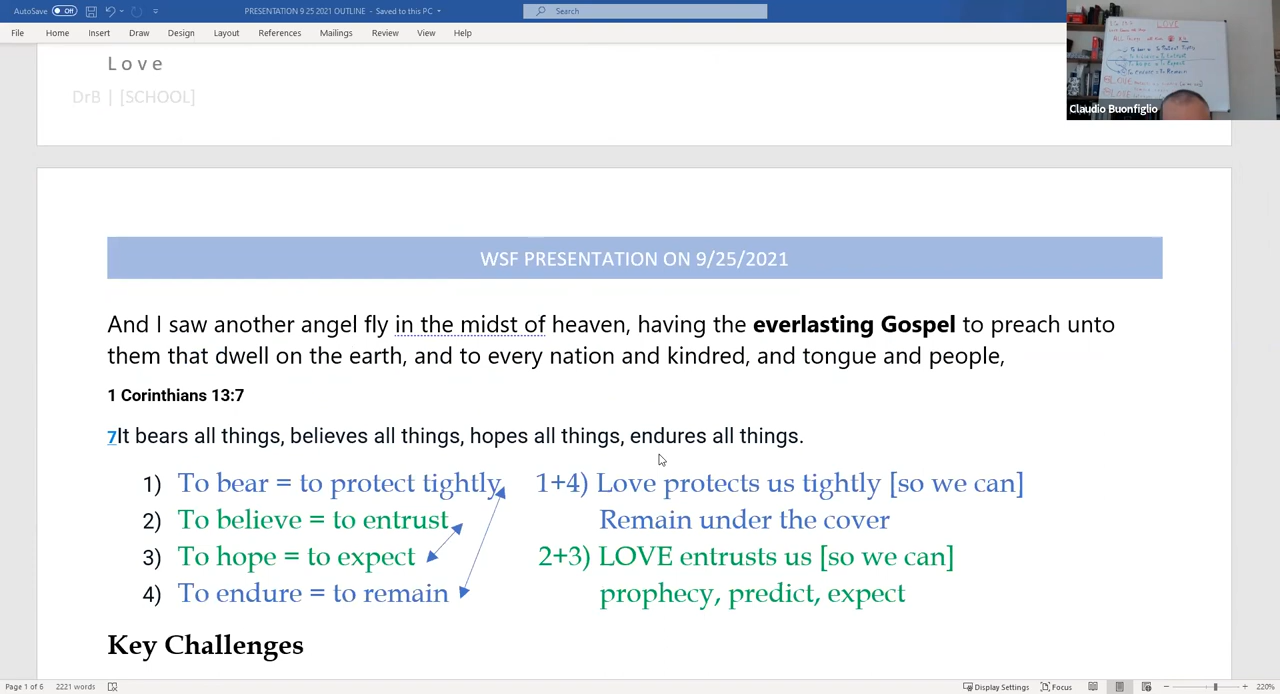 AutoSave Off PRESENTATION 9 25 2021 OUTLINE - Saved to this PC Search
File Home Insert Draw Design Layout References Mailings Review View Help
Love
DrB | [SCHOOL]
LOVE
Claudio Buonfiglio
WSF PRESENTATION ON 9/25/2021
And I saw another angel fly in the midst of heaven, having the everlasting Gospel to preach unto
them that dwell on the earth, and to every nation and kindred, and tongue and people,
1 Corinthians 13:7
7It bears all things, believes all things, hopes all things, endures all things.
1) To bear = to protect tightly 1+4) Love protects us tightly [so we can]
2) To believe = to entrust Remain under the cover
3) To hope = to expect 2+3) LOVE entrusts us [so we can]
4) To endure = to remain prophecy, predict, expect
Key Challenges
Page 1 of 6 2221 words Display Settings Focus 220%